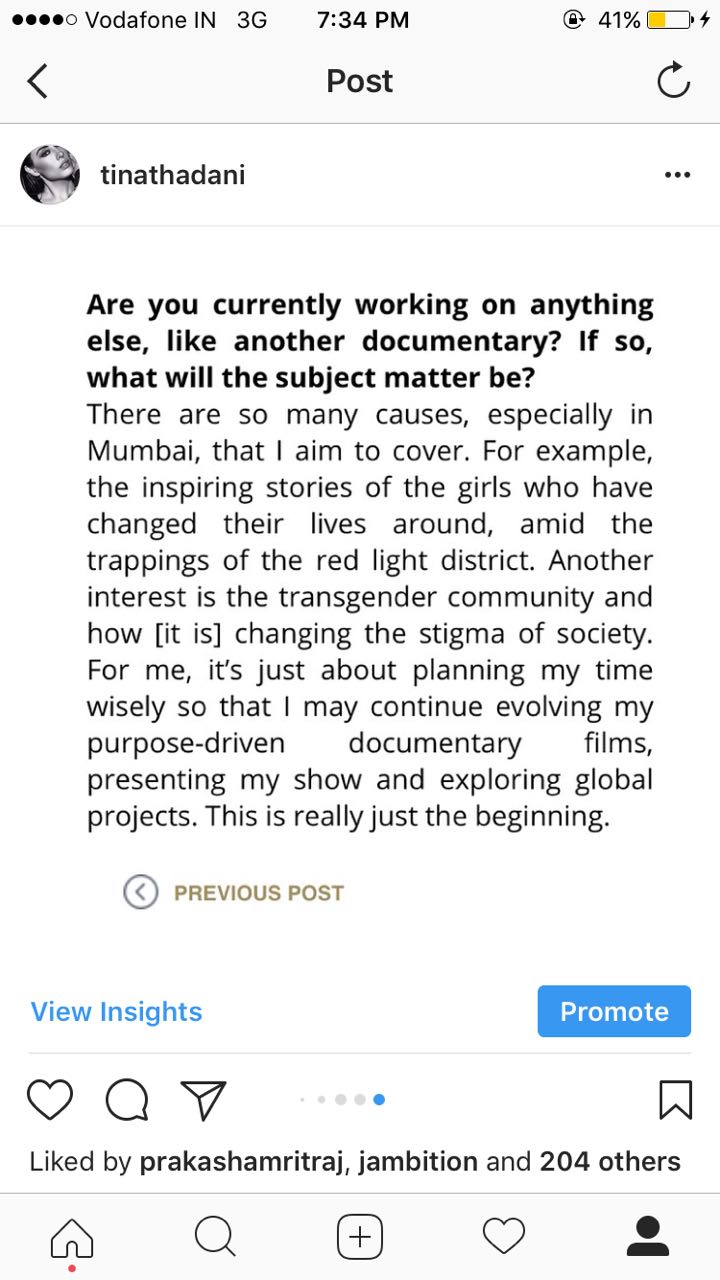 Vodafone IN 3G 7:34 PM 41%
Post
tinathadani
Are you currently working on anything
else, like another documentary? If so,
what will the subject matter be?
There are so many causes, especially in
Mumbai, that I aim to cover. For example,
the inspiring stories of the girls who have
changed their lives around, amid the
trappings of the red light district. Another
interest is the transgender community and
how [it is] changing the stigma of society.
For me, it’s just about planning my time
wisely so that I may continue evolving my
purpose-driven documentary films,
presenting my show and exploring global
projects. This is really just the beginning.
PREVIOUS POST
View Insights Promote
Liked by prakashamritraj, jambition and 204 others